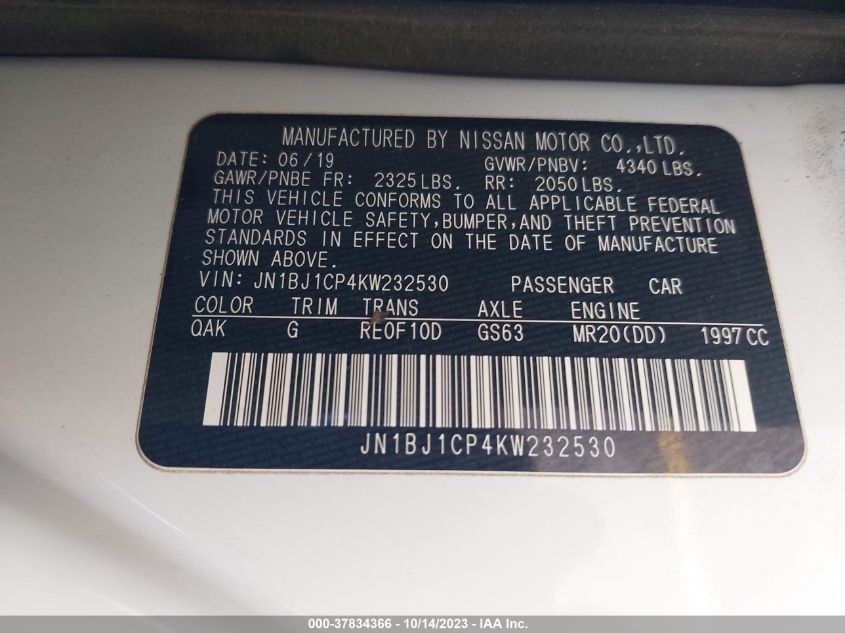 MANUFACTURED BY NISSAN MOTOR CO.,LTD.
DATE: 06/19 GVWR/PNBV: 4340 LBS.
GAWR/PNBE FR: 2325 LBS. RR: 2050 LBS.
THIS VEHICLE CONFORMS TO ALL APPLICABLE FEDERAL
MOTOR VEHICLE SAFETY, BUMPER, AND THEFT PREVENTION
STANDARDS IN EFFECT ON THE DATE OF MANUFACTURE
SHOWN ABOVE.
VIN: JN1BJ1CP4KW232530 PASSENGER CAR
COLOR TRIM TRANS AXLE ENGINE
QAK G RE0F10D GS63 MR20(DD) 1997CC
JN1BJ1CP4KW232530
000-37834366 - 10/14/2023 - IAA Inc.